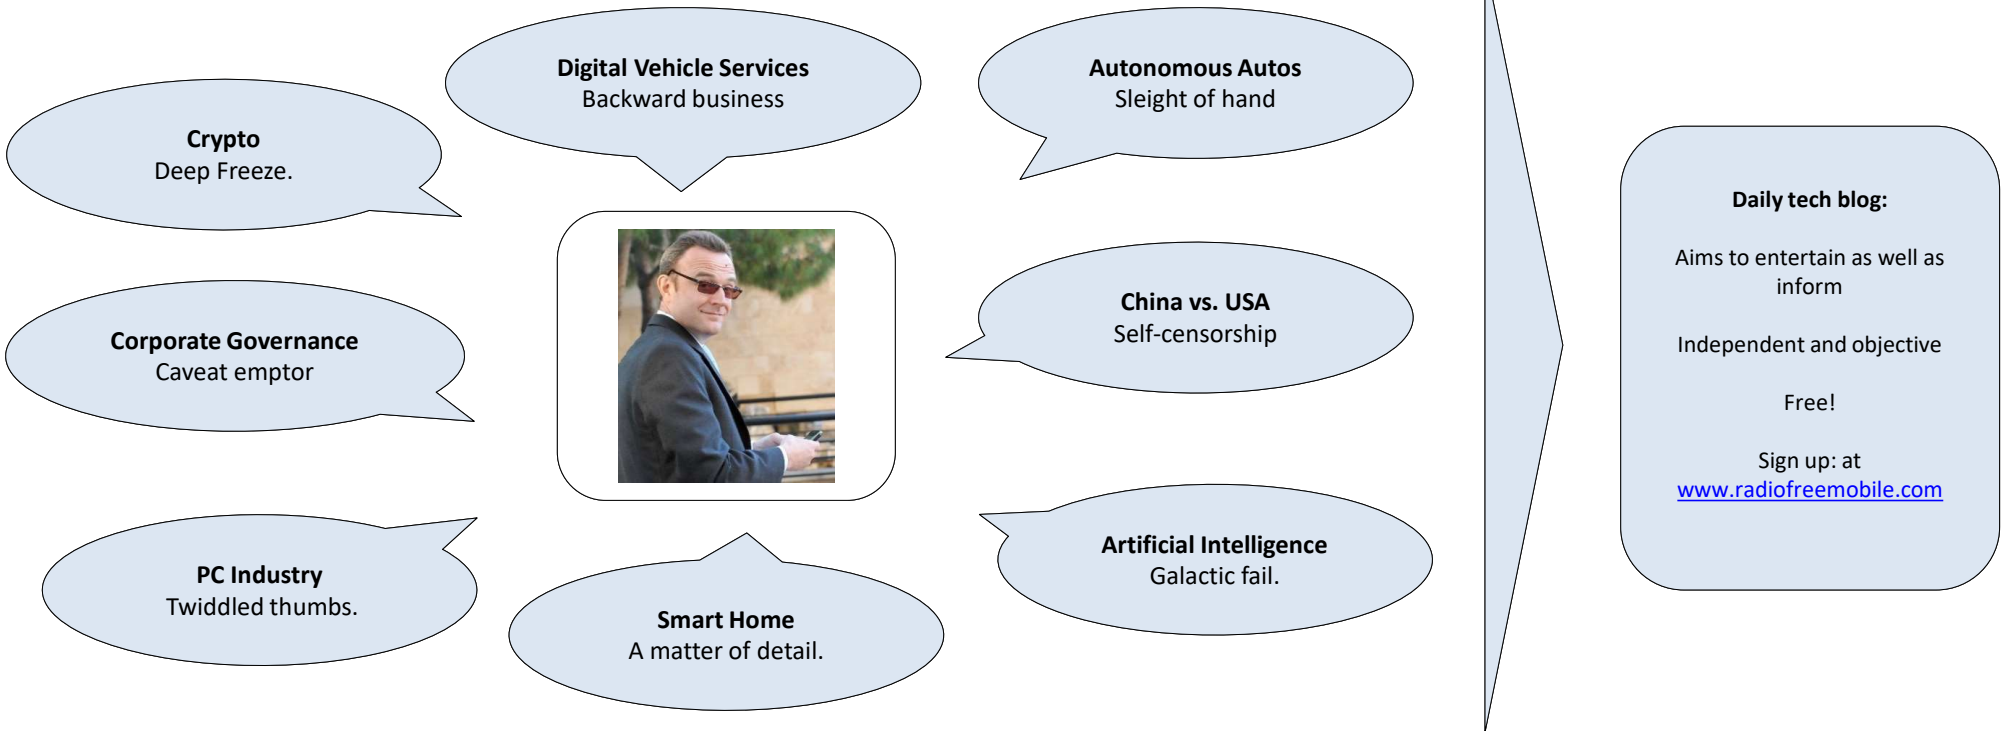 Digital Vehicle Services
Backward business
Autonomous Autos
Sleight of hand
Crypto
Deep Freeze.
Corporate Governance
Caveat emptor
China vs. USA
Self-censorship
PC Industry
Twiddled thumbs.
Smart Home
A matter of detail.
Artificial Intelligence
Galactic fail.
Daily tech blog:
Aims to entertain as well as
inform
Independent and objective
Free!
Sign up: at
www.radiofreemobile.com